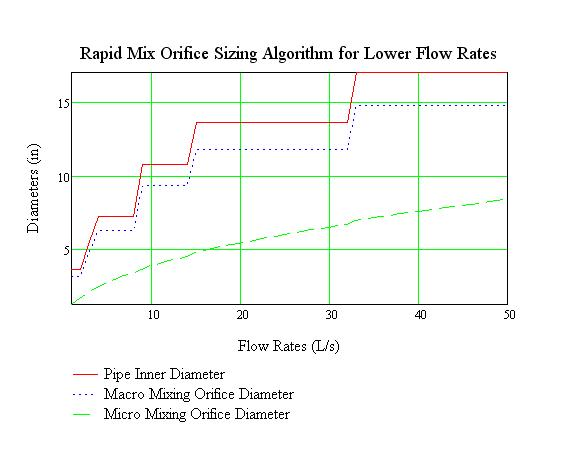 Rapid Mix Orifice Sizing Algorithm for Lower Flow Rates
15
10
5
Diameters (in)
10 20 30 40 50
Flow Rates (L/s)
Pipe Inner Diameter
Macro Mixing Orifice Diameter
Micro Mixing Orifice Diameter